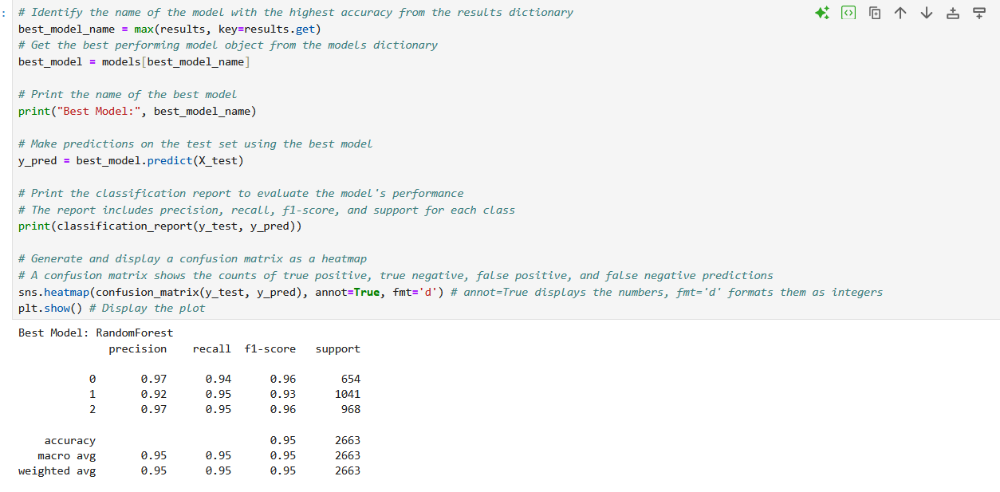 :
# Identify the name of the model with the highest accuracy from the results dictionary
best_model_name = max(results, key=results.get)
# Get the best performing model object from the models dictionary
best_model = models[best_model_name]
# Print the name of the best model
print("Best Model:", best_model_name)
# Make predictions on the test set using the best model
y_pred = best_model.predict(X_test)
# Print the classification report to evaluate the model's performance
# The report includes precision, recall, f1-score, and support for each class
print(classification_report(y_test, y_pred))
# Generate and display a confusion matrix as a heatmap
# A confusion matrix shows the counts of true positive, true negative, false positive, and false negative predictions
sns.heatmap(confusion_matrix(y_test, y_pred), annot=True, fmt='d') # annot=True displays the numbers, fmt='d' formats them as integers
plt.show() # Display the plot
Best Model: RandomForest
precision recall f1-score support
0 0.97 0.94 0.96 654
1 0.92 0.95 0.93 1041
2 0.97 0.95 0.96 968
accuracy 0.95 2663
macro avg 0.95 0.95 0.95 2663
weighted avg 0.95 0.95 0.95 2663